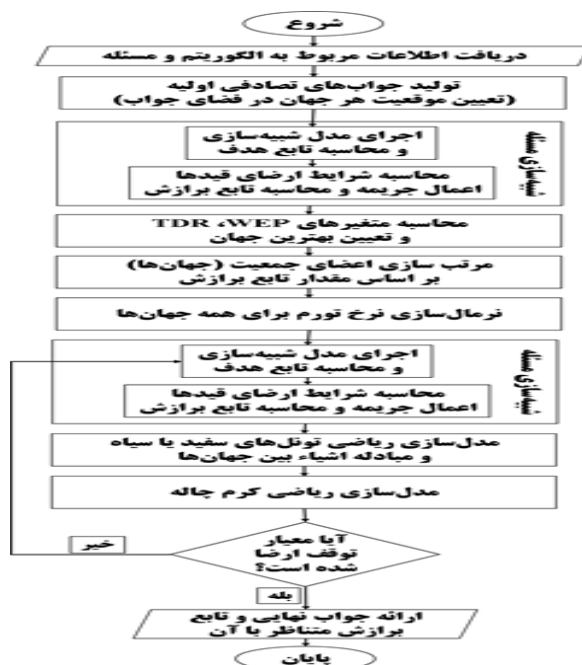 شروع
دریافت اطلاعات مربوط به الگوریتم و مسئله
تولید جواب‌های تصادفی اولیه
(تعیین موقعیت هر جهان در فضای جواب)
اجرای مدل شبیه‌سازی
و محاسبه تابع هدف
محاسبه شرایط ارضای قیدها
اعمال جریمه و محاسبه تابع برازش
شبیه‌سازی مسئله
محاسبه متغیرهای WEP، TDR
و تعیین بهترین جهان
مرتب سازی اعضای جمعیت (جهان‌ها)
بر اساس مقدار تابع برازش
نرمال‌سازی نرخ تورم برای همه جهان‌ها
اجرای مدل شبیه‌سازی
و محاسبه تابع هدف
محاسبه شرایط ارضای قیدها
اعمال جریمه و محاسبه تابع برازش
شبیه‌سازی مسئله
مدل‌سازی ریاضی تونل‌های سفید یا سیاه
و مبادله اشیاء بین جهان‌ها
مدل‌سازی ریاضی کرم چاله
آیا معیار
توقف ارضا
شده است؟
خیر
بله
ارائه جواب نهایی و تابع
برازش متناظر با آن
پایان